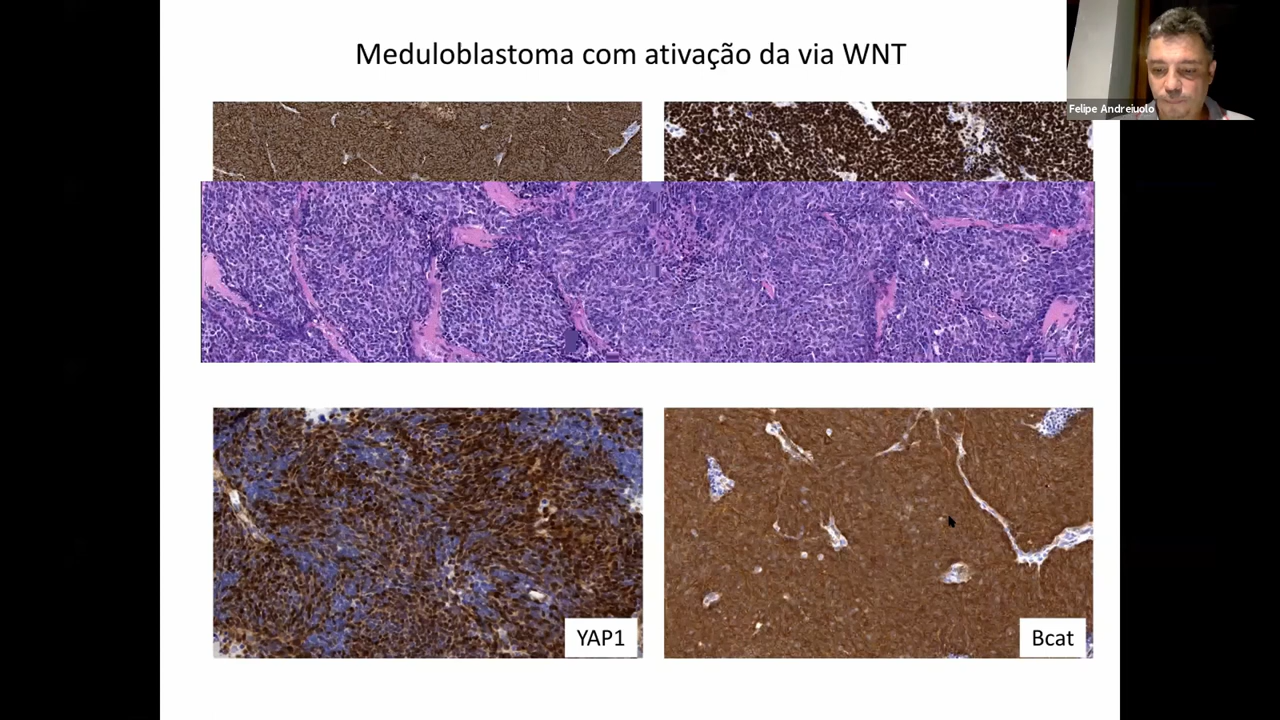 Meduloblastoma com ativação da via WNT
Felipe Andreiuolo
YAP1
Bcat